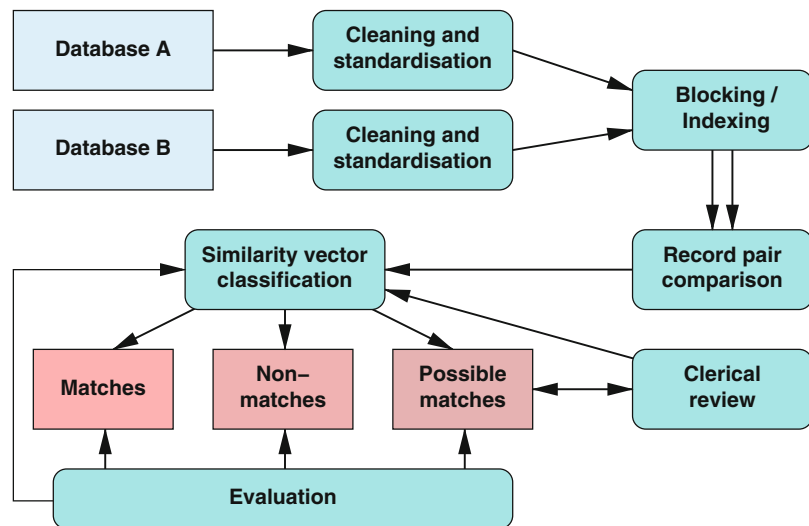 Database A
Cleaning and
standardisation
Blocking /
Indexing
Database B
Cleaning and
standardisation
Similarity vector
classification
Record pair
comparison
Matches
Non–
matches
Possible
matches
Clerical
review
Evaluation